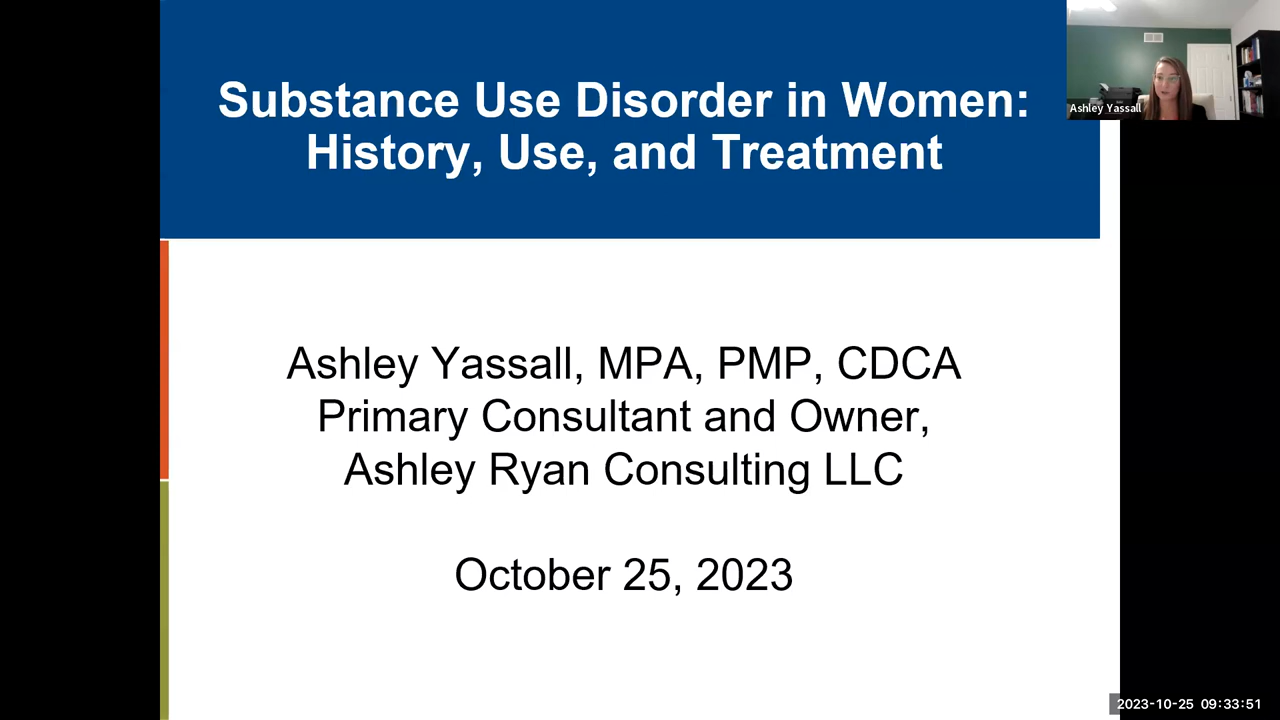 Substance Use Disorder in Women:
History, Use, and Treatment
Ashley Yassall
Ashley Yassall, MPA, PMP, CDCA
Primary Consultant and Owner,
Ashley Ryan Consulting LLC
October 25, 2023
2023-10-25 09:33:51